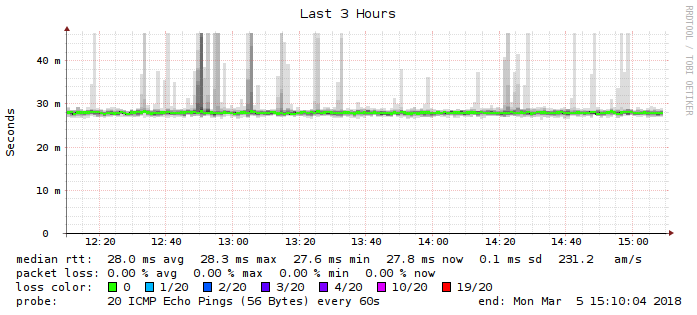 Last 3 Hours
RRDTOOL / TOBI OETIKER
Seconds
40 m
30 m
20 m
10 m
0
12:20 12:40 13:00 13:20 13:40 14:00 14:20 14:40 15:00
median rtt: 28.0 ms avg 28.3 ms max 27.6 ms min 27.8 ms now 0.1 ms sd 231.2 am/s
packet loss: 0.00 % avg 0.00 % max 0.00 % min 0.00 % now
loss color: 0 1/20 2/20 3/20 4/20 10/20 19/20
probe: 20 ICMP Echo Pings (56 Bytes) every 60s end: Mon Mar 5 15:10:04 2018